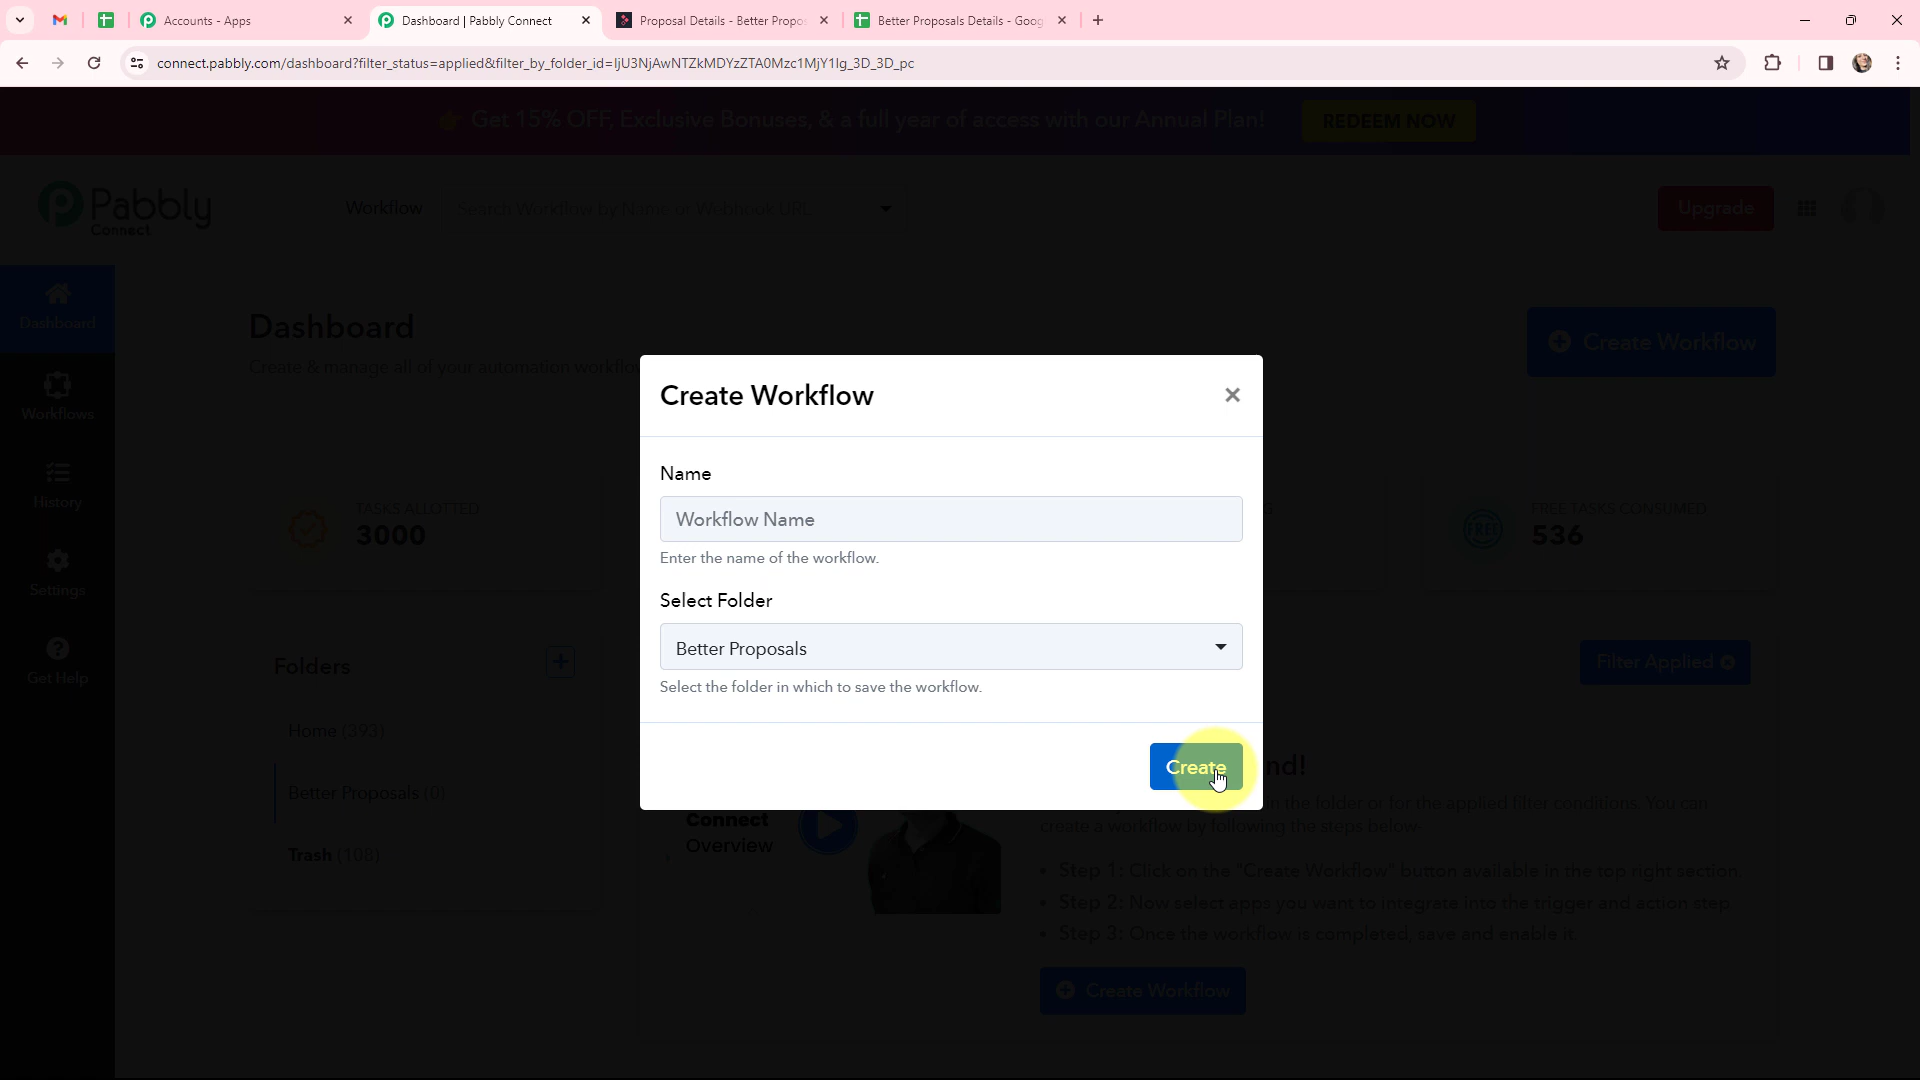 Accounts - Apps
Dashboard | Pabbly Connect
Proposal Details - Better Propos
Better Proposals Details - Goog
connect.pabbly.com/dashboard?filter_status=applied&filter_by_folder_id=IjU3NjAwNTZkMDYzZTA0Mzc1MjY1Ig_3D_3D_pc
Get 15% OFF, Exclusive Bonuses, & a full year of access with our Annual Plan!
REDEEM NOW
Pabbly
Connect
Workflow
Search Workflow by Name or Webhook URL
Upgrade
Dashboard
Workflows
History
Settings
Get Help
Dashboard
Create & manage all of your automation workflow
Create Workflow
TASKS ALLOTTED
3000
FREE TASKS CONSUMED
536
FREE
Folders
Home (393)
Better Proposals (0)
Trash (108)
Filter Applied
Create Workflow
Name
Workflow Name
Enter the name of the workflow.
Select Folder
Better Proposals
Select the folder in which to save the workflow.
Create
nd!
in the folder or for the applied filter conditions. You can
create a workflow by following the steps below-
Connect
Overview
Step 1: Click on the "Create Workflow" button available in the top right section.
Step 2: Now select apps you want to integrate into the trigger and action step.
Step 3: Once the workflow is completed, save and enable it.
Create Workflow